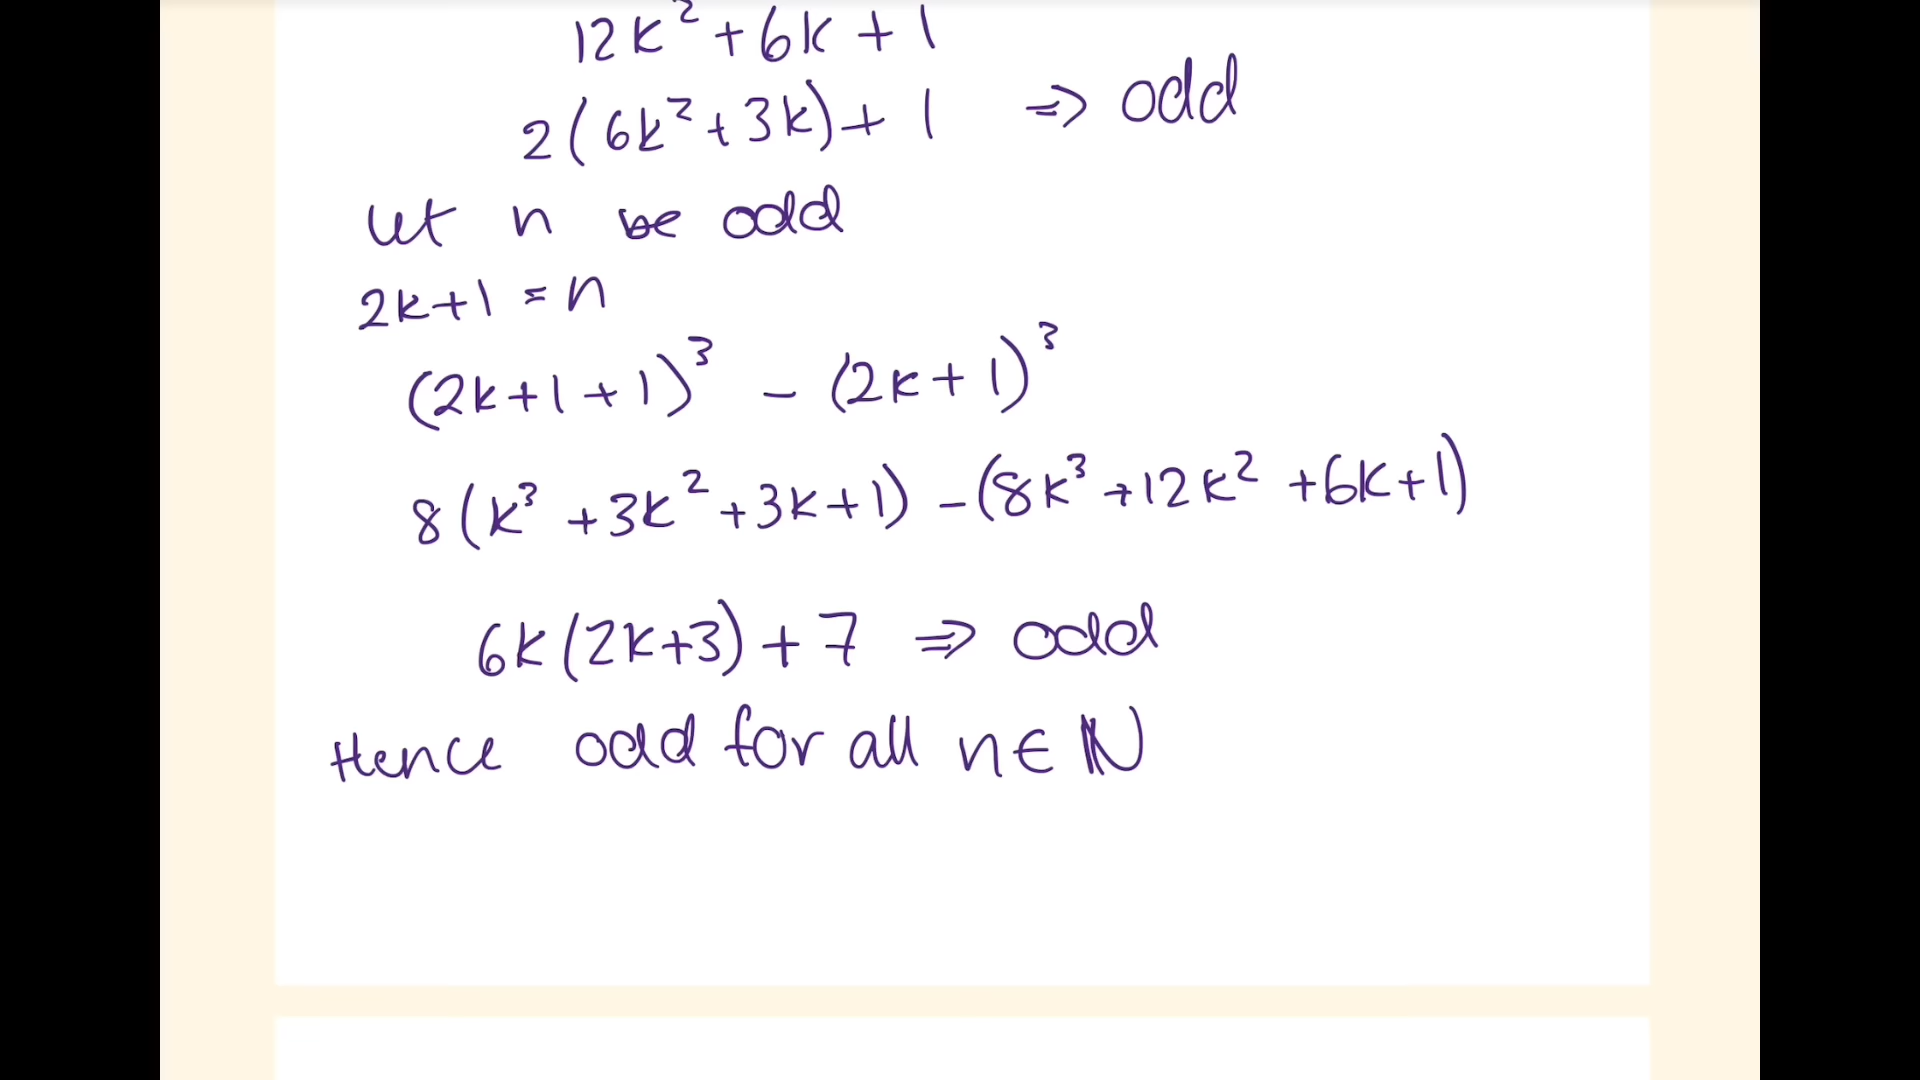 12k² + 6k + 1
2(6k² + 3k) + 1 => odd
let n be odd
2k+1 = n
(2k+1+1)³ - (2k+1)³
8(k³ + 3k² + 3k + 1) - (8k³ + 12k² + 6k + 1)
6k(2k+3) + 7 => odd
Hence odd for all n ∈ ℕ